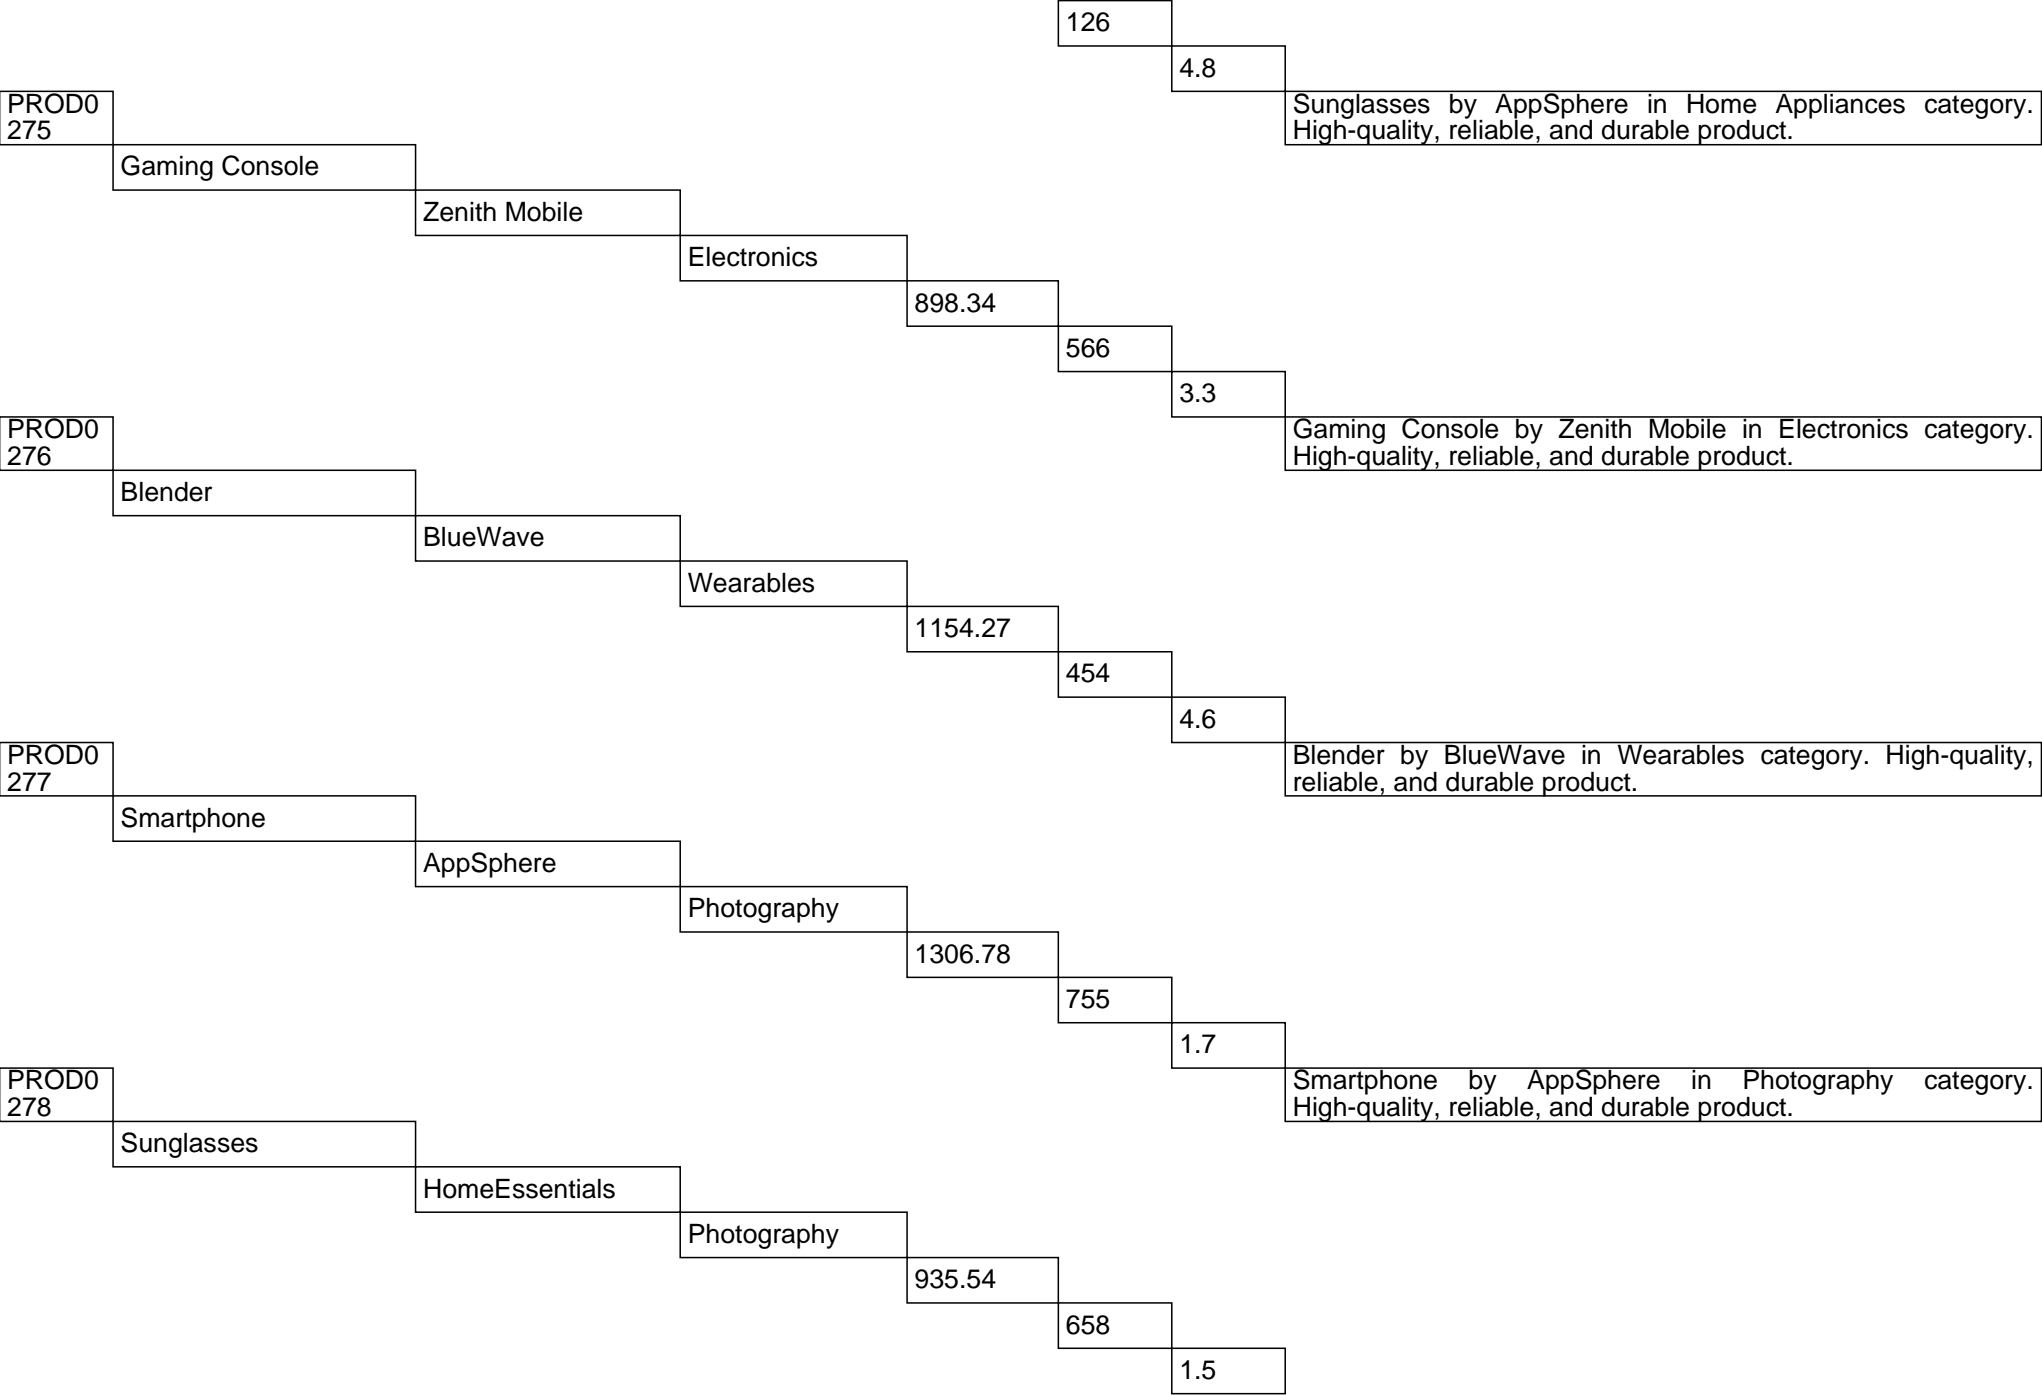 126
4.8
Sunglasses by AppSphere in Home Appliances category.
High-quality, reliable, and durable product.
PROD0
275
Gaming Console
Zenith Mobile
Electronics
898.34
566
3.3
Gaming Console by Zenith Mobile in Electronics category.
High-quality, reliable, and durable product.
PROD0
276
Blender
BlueWave
Wearables
1154.27
454
4.6
Blender by BlueWave in Wearables category. High-quality,
reliable, and durable product.
PROD0
277
Smartphone
AppSphere
Photography
1306.78
755
1.7
Smartphone by AppSphere in Photography category.
High-quality, reliable, and durable product.
PROD0
278
Sunglasses
HomeEssentials
Photography
935.54
658
1.5